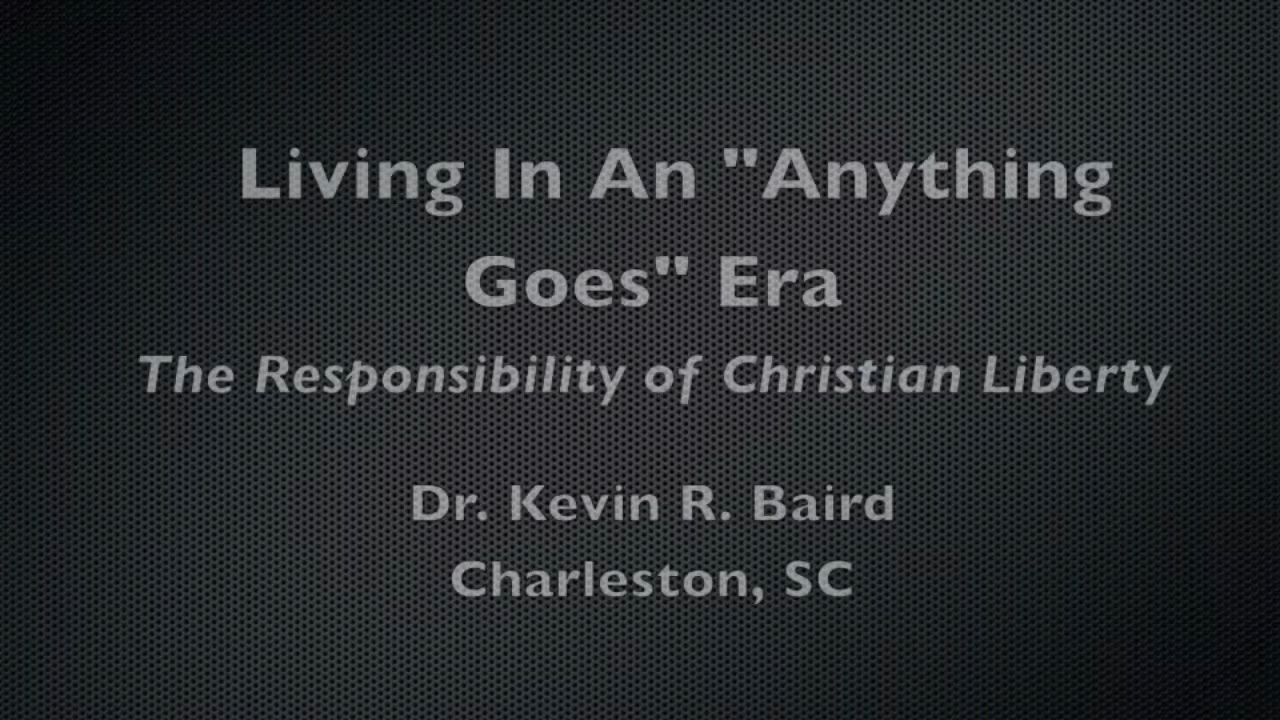 Living In An "Anything
Goes" Era
The Responsibility of Christian Liberty
Dr. Kevin R. Baird
Charleston, SC